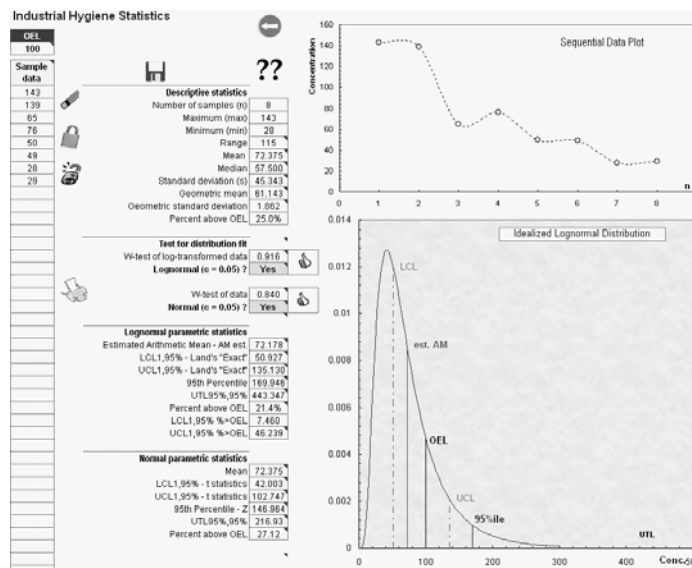 Industrial Hygiene Statistics
OEL
100
Sample
data
143
139
65
76
50
49
28
29
??
Descriptive statistics
Number of samples (n) 8
Maximum (max) 143
Minimum (min) 28
Range 115
Mean 72.375
Median 57.500
Standard deviation (s) 45.343
Geometric mean 61.143
Geometric standard deviation 1.862
Percent above OEL 25.0%
Test for distribution fit
W-test of log-transformed data 0.916
Lognormal (α = 0.05) ? Yes
W-test of data 0.840
Normal (α = 0.05) ? Yes
Lognormal parametric statistics
Estimated Arithmetic Mean - AM est. 72.178
LCL1,95% - Land's "Exact" 50.927
UCL1,95% - Land's "Exact" 135.130
95th Percentile 169.946
UTL95%,95% 443.347
Percent above OEL 21.4%
LCL1,95% %>OEL 7.460
UCL1,95% %>OEL 46.239
Normal parametric statistics
Mean 72.375
LCL1,95% - t statistics 42.003
UCL1,95% - t statistics 102.747
95th Percentile - Z 146.964
UTL95%,95% 216.93
Percent above OEL 27.12
Sequential Data Plot
Concentration
160
140
120
100
80
60
40
20
0
0 1 2 3 4 5 6 7 8
n
Idealized Lognormal Distribution
0.014
0.012
0.01
0.008
0.006
0.004
0.002
0
LCL
est. AM
OEL
UCL
95%ile
UTL
0 100 200 300 400
Conc.